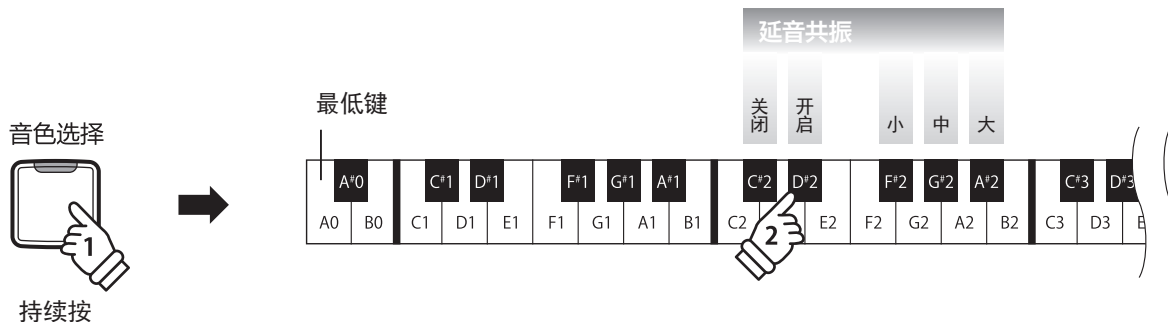 延音共振
关闭 开启 小 中 大
最低键
音色选择
A#0 C#1 D#1 F#1 G#1 A#1 C#2 D#2 F#2 G#2 A#2 C#3 D#3
A0 B0 C1 D1 E1 F1 G1 A1 B1 C2 E2 F2 G2 A2 B2 C3 D3
1
2
持续按